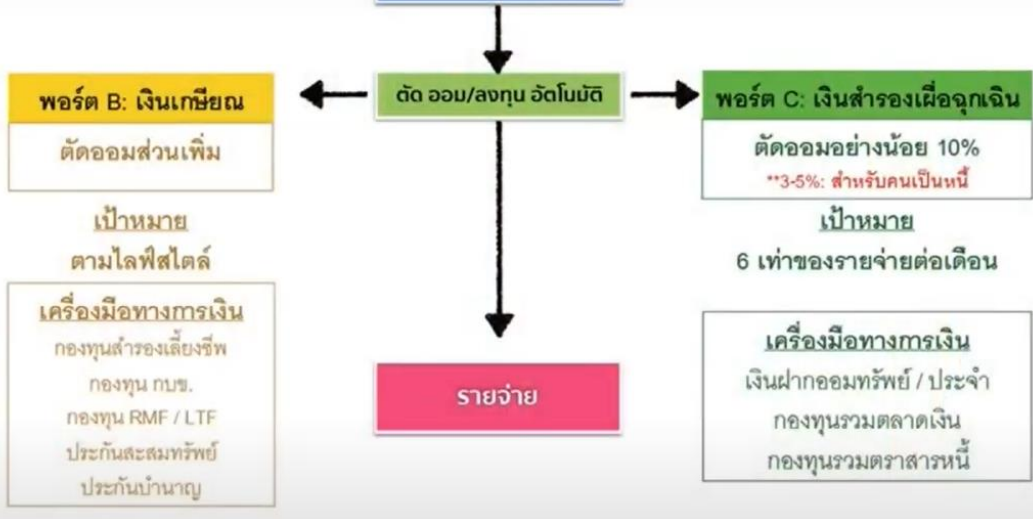 ตัด ออม/ลงทุน อัตโนมัติ
พอร์ต B: เงินเกษียณ
ตัดออมส่วนเพิ่ม
เป้าหมาย
ตามไลฟ์สไตล์
เครื่องมือทางการเงิน
กองทุนสำรองเลี้ยงชีพ
กองทุน กบข.
กองทุน RMF / LTF
ประกันสะสมทรัพย์
ประกันบำนาญ
รายจ่าย
พอร์ต C: เงินสำรองเผื่อฉุกเฉิน
ตัดออมอย่างน้อย 10%
**3-5%: สำหรับคนเป็นหนี้
เป้าหมาย
6 เท่าของรายจ่ายต่อเดือน
เครื่องมือทางการเงิน
เงินฝากออมทรัพย์ / ประจำ
กองทุนรวมตลาดเงิน
กองทุนรวมตราสารหนี้